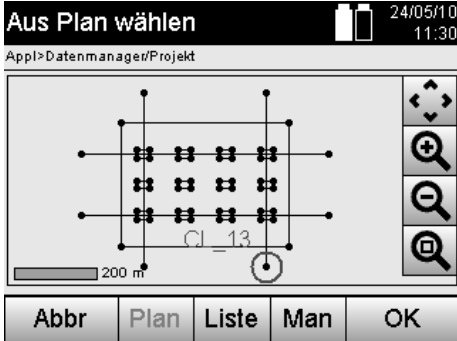 Aus Plan wählen
24/05/10
11:30
Appl>Datenmanager/Projekt
CL_13
200 m
Abbr
Plan
Liste
Man
OK